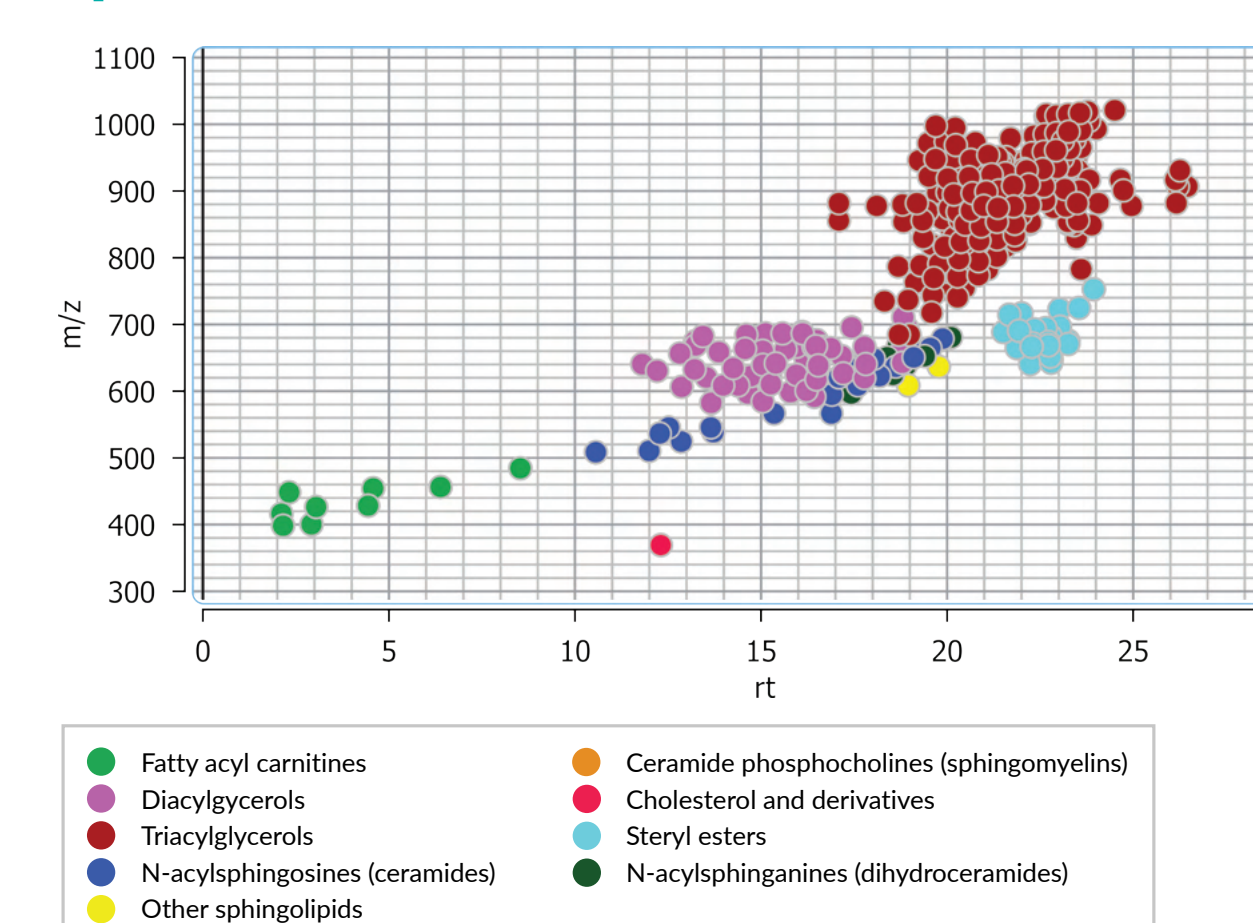 1100
1000
900
800
700
600
500
400
300
m/z
0 5 10 15 20 25
rt
Fatty acyl carnitines
Diacylgycerols
Triacylglycerols
N-acylsphingosines (ceramides)
Other sphingolipids
Ceramide phosphocholines (sphingomyelins)
Cholesterol and derivatives
Steryl esters
N-acylsphinganines (dihydroceramides)